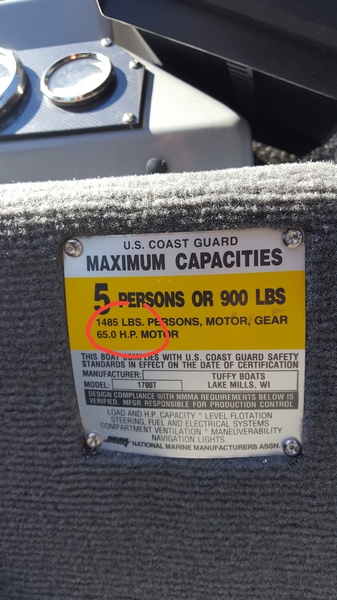 U.S. COAST GUARD
MAXIMUM CAPACITIES
5 PERSONS OR 900 LBS
1485 LBS. PERSONS, MOTOR, GEAR
65.0 H.P. MOTOR
THIS BOAT COMPLIES WITH U.S. COAST GUARD SAFETY
STANDARDS IN EFFECT ON THE DATE OF CERTIFICATION
MANUFACTURER: TUFFY BOATS
MODEL: 1700T LAKE MILLS, WI
DESIGN COMPLIANCE WITH NMMA REQUIREMENTS BELOW IS
VERIFIED. MFGR RESPONSIBLE FOR PRODUCTION CONTROL
LOAD AND H.P. CAPACITY * LEVEL FLOTATION
STEERING, FUEL AND ELECTRICAL SYSTEMS
COMPARTMENT VENTILATION * MANEUVERABILITY
NAVIGATION LIGHTS
NATIONAL MARINE MANUFACTURERS ASSN.